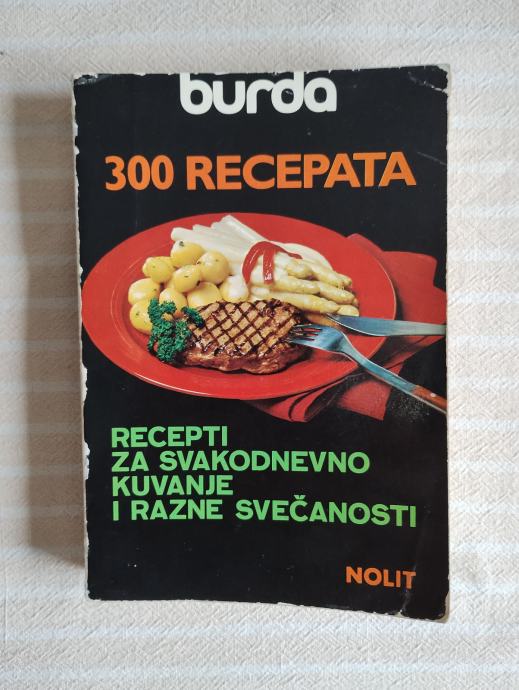 burda
300 RECEPATA
RECEPTI
ZA SVAKODNEVNO
KUVANJE
I RAZNE SVEČANOSTI
NOLIT